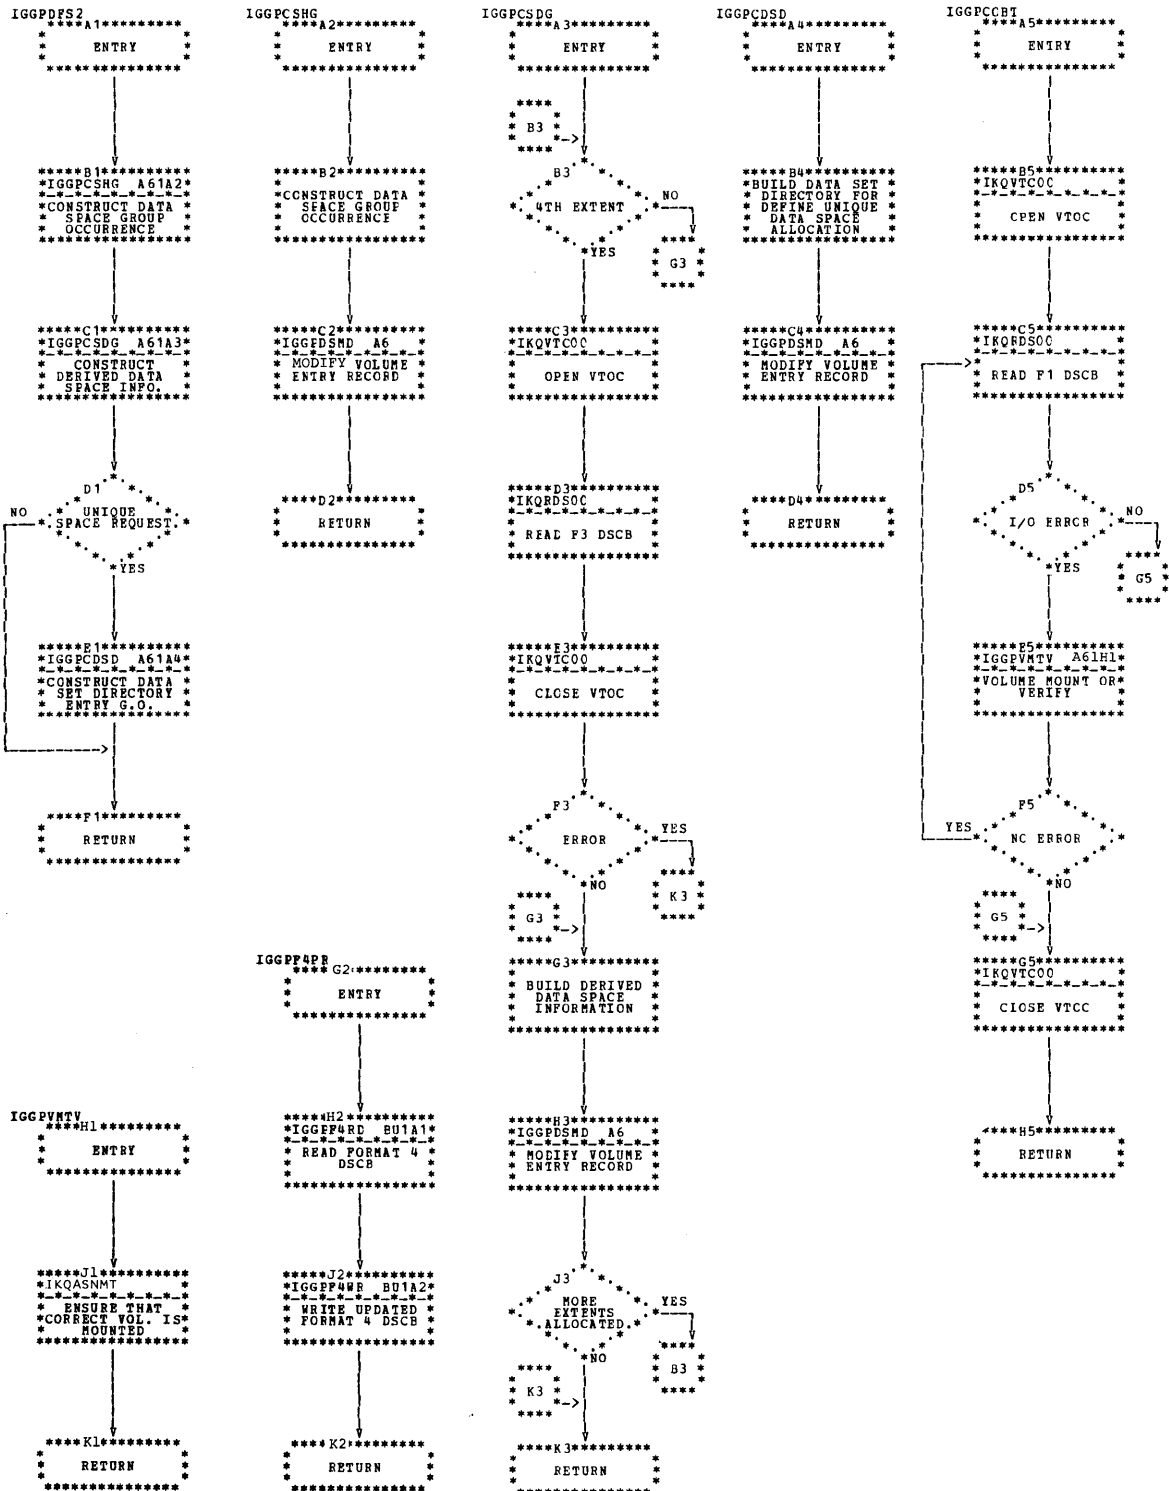 IGGPDFS2
A1
ENTRY
B1
IGGPCSHG A61A2
CONSTRUCT DATA
SPACE GROUP
OCCURRENCE
C1
IGGPCSDG A61A3
CONSTRUCT
DERIVED DATA
SPACE INFO.
D1
UNIQUE
SPACE REQUEST
NO
YES
E1
IGGPCDSD A61A4
CONSTRUCT DATA
SET DIRECTORY
ENTRY G.O.
F1
RETURN
IGGPVMTV
H1
ENTRY
J1
IKQASNMT
ENSURE THAT
CORRECT VOL. IS
MOUNTED
K1
RETURN
IGGPCSHG
A2
ENTRY
B2
CONSTRUCT DATA
SPACE GROUP
OCCURRENCE
C2
IGGPDSMD A6
MODIFY VOLUME
ENTRY RECORD
D2
RETURN
IGGPF4PR
G2
ENTRY
H2
IGGPF4RD BU1A1
READ FORMAT 4
DSCB
J2
IGGPF4WR BU1A2
WRITE UPDATED
FORMAT 4 DSCB
K2
RETURN
IGGPCSDG
A3
ENTRY
B3
B3
4TH EXTENT
NO
G3
YES
C3
IKQVTCOC
OPEN VTOC
D3
IKQRDSOC
READ F3 DSCB
E3
IKQVTCOO
CLOSE VTOC
F3
ERROR
YES
K3
NO
G3
G3
BUILD DERIVED
DATA SPACE
INFORMATION
H3
IGGPDSMD A6
MODIFY VOLUME
ENTRY RECORD
J3
MORE
EXTENTS
ALLOCATED
YES
B3
NO
K3
K3
RETURN
IGGPCDSD
A4
ENTRY
B4
BUILD DATA SET
DIRECTORY FOR
DEFINE UNIQUE
DATA SPACE
ALLOCATION
C4
IGGPDSMD A6
MODIFY VOLUME
ENTRY RECORD
D4
RETURN
IGGPCCBT
A5
ENTRY
B5
IKQVTCOC
CPEN VTOC
C5
IKQRDSOC
READ F1 DSCB
D5
I/O ERRCR
NO
G5
YES
E5
IGGPVMTV A61H1
VOLUME MOUNT OR
VERIFY
F5
NC ERROR
YES
NO
G5
G5
IKQVTCOO
CIOSE VTCC
H5
RETURN